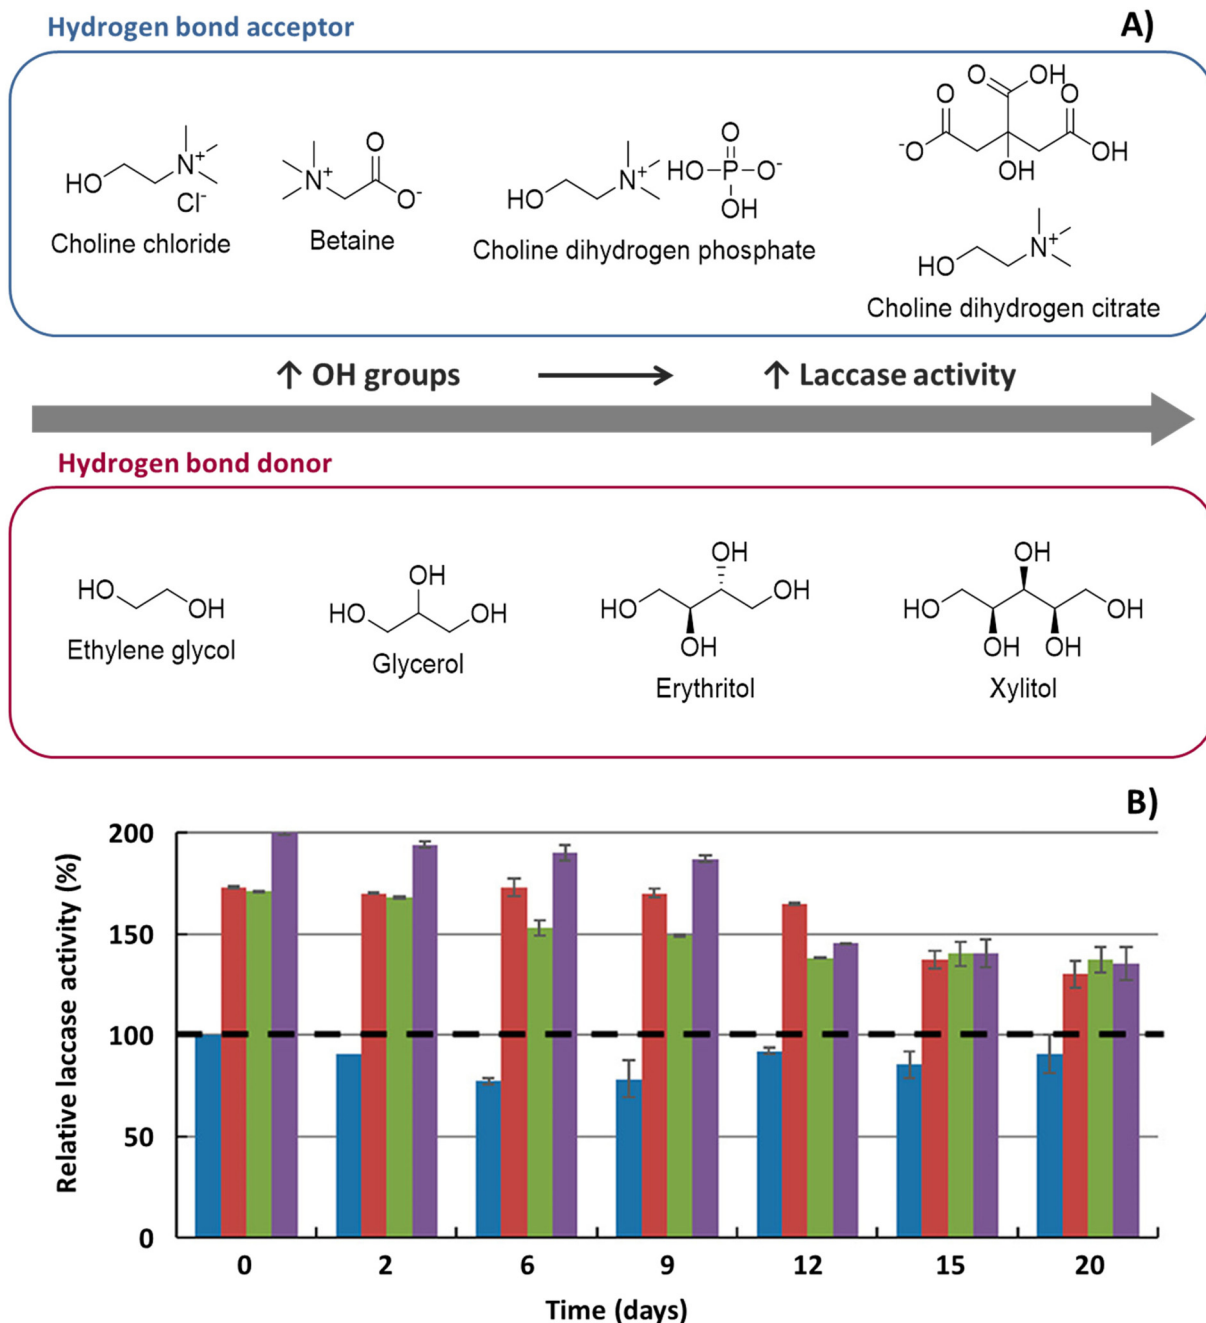 Hydrogen bond acceptor
A)
HO
N+
Cl-
Choline chloride
N+
O
O-
Betaine
HO
N+
O
HO P O-
OH
Choline dihydrogen phosphate
O OH
O
O
-O
OH
OH
HO
N+
Choline dihydrogen citrate
↑ OH groups → ↑ Laccase activity
Hydrogen bond donor
HO
OH
Ethylene glycol
OH
HO
OH
Glycerol
OH
HO
OH
OH
Erythritol
OH
HO
OH
OH OH
Xylitol
B)
Relative laccase activity (%)
200
150
100
50
0
0 2 6 9 12 15 20
Time (days)